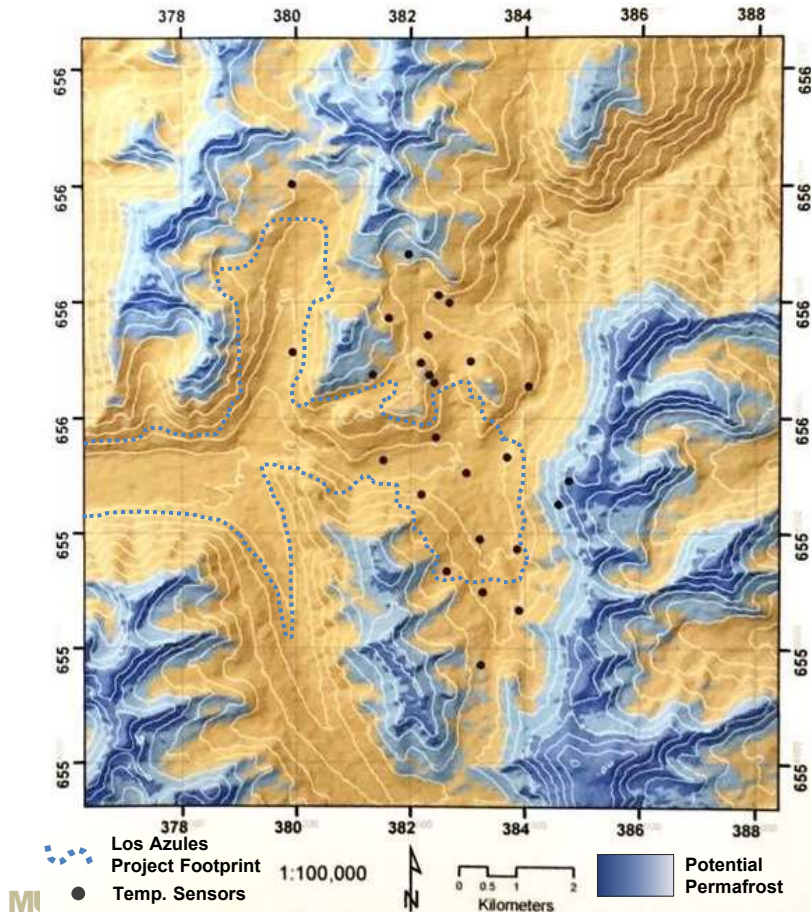 378 380 382 384 386 388
656 656
656 656
656 656
656 656
655 655
655 655
655 655
378 380 382 384 386 388
Los Azules
Project Footprint
Temp. Sensors
1:100,000
N
0 0.5 1 2
Kilometers
Potential
Permafrost